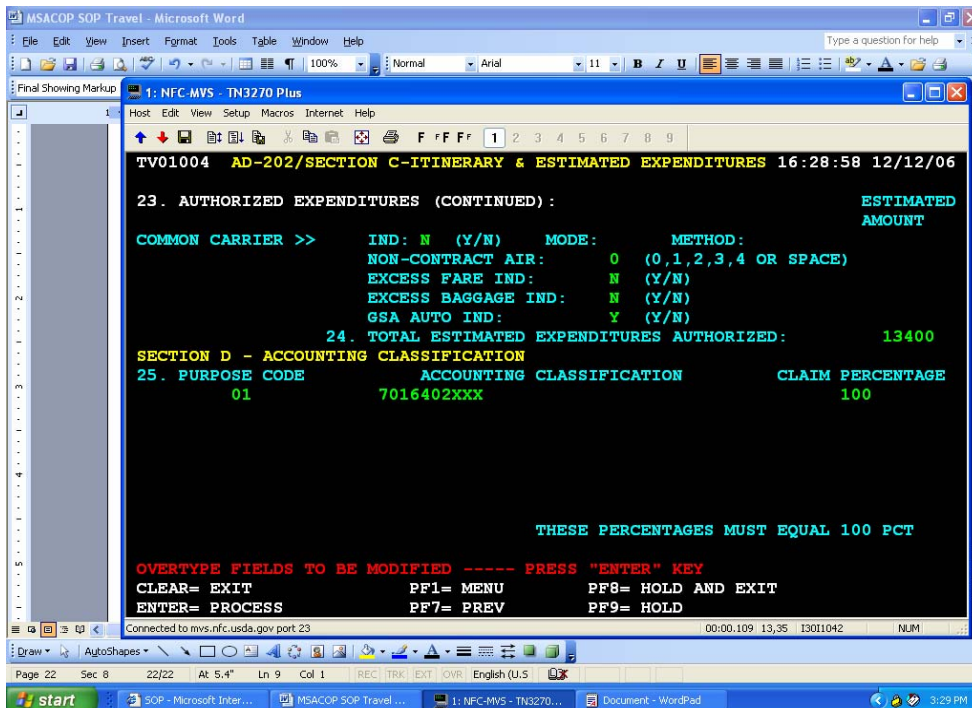 MSACOP SOP Travel - Microsoft Word
File Edit View Insert Format Tools Table Window Help Type a question for help
100% Normal Arial 11 B I U
Final Showing Markup
1: NFC-MVS - TN3270 Plus
Host Edit View Setup Macros Internet Help
1 2 3 4 5 6 7 8 9
TV01004 AD-202/SECTION C-ITINERARY & ESTIMATED EXPENDITURES 16:28:58 12/12/06
23. AUTHORIZED EXPENDITURES (CONTINUED): ESTIMATED
AMOUNT
COMMON CARRIER >> IND: N (Y/N) MODE: METHOD:
NON-CONTRACT AIR: 0 (0,1,2,3,4 OR SPACE)
EXCESS FARE IND: N (Y/N)
EXCESS BAGGAGE IND: N (Y/N)
GSA AUTO IND: Y (Y/N)
24. TOTAL ESTIMATED EXPENDITURES AUTHORIZED: 13400
SECTION D - ACCOUNTING CLASSIFICATION
25. PURPOSE CODE ACCOUNTING CLASSIFICATION CLAIM PERCENTAGE
01 7016402XXX 100
THESE PERCENTAGES MUST EQUAL 100 PCT
OVERTYPE FIELDS TO BE MODIFIED ----- PRESS "ENTER" KEY
CLEAR= EXIT PF1= MENU PF8= HOLD AND EXIT
ENTER= PROCESS PF7= PREV PF9= HOLD
Connected to mvs.nfc.usda.gov port 23 00:00.109 13,35 I30I1042 NUM
Draw AutoShapes
Page 22 Sec 8 22/22 At 5.4" Ln 9 Col 1 REC TRK EXT OVR English (U.S
start SOP - Microsoft Inter... MSACOP SOP Travel ... 1: NFC-MVS - TN3270... Document - WordPad 3:29 PM